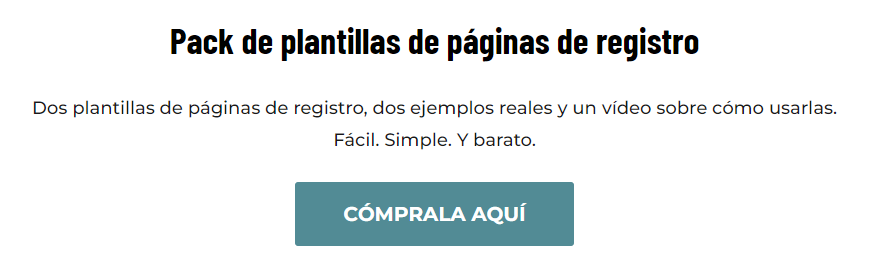 Pack de plantillas de páginas de registro
Dos plantillas de páginas de registro, dos ejemplos reales y un vídeo sobre cómo usarlas.
Fácil. Simple. Y barato.
CÓMPRALA AQUÍ